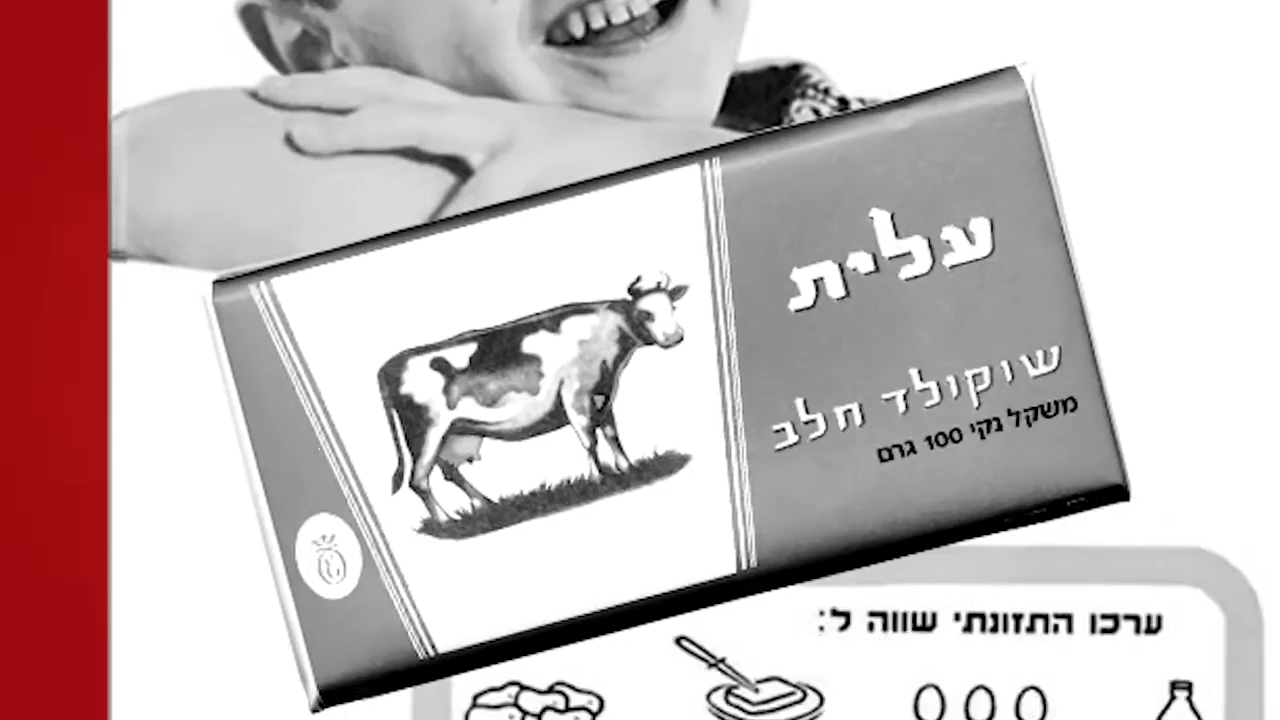 עלית
שוקולד חלב
משקל נקי 100 גרם
ערכו התזונתי שווה ל: